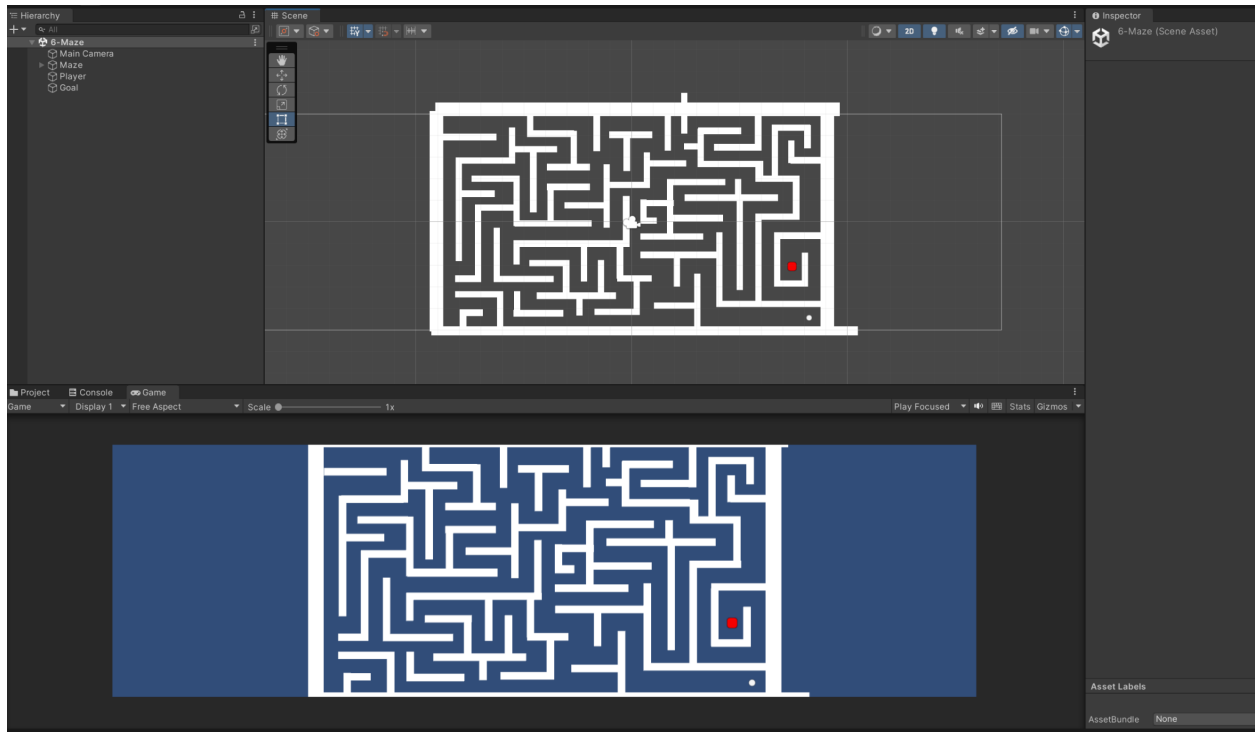 Hierarchy
All
6-Maze
Main Camera
Maze
Player
Goal
Scene
2D
Inspector
6-Maze (Scene Asset)
Project
Console
Game
Game
Display 1
Free Aspect
Scale
1x
Play Focused
Stats
Gizmos
Asset Labels
AssetBundle
None